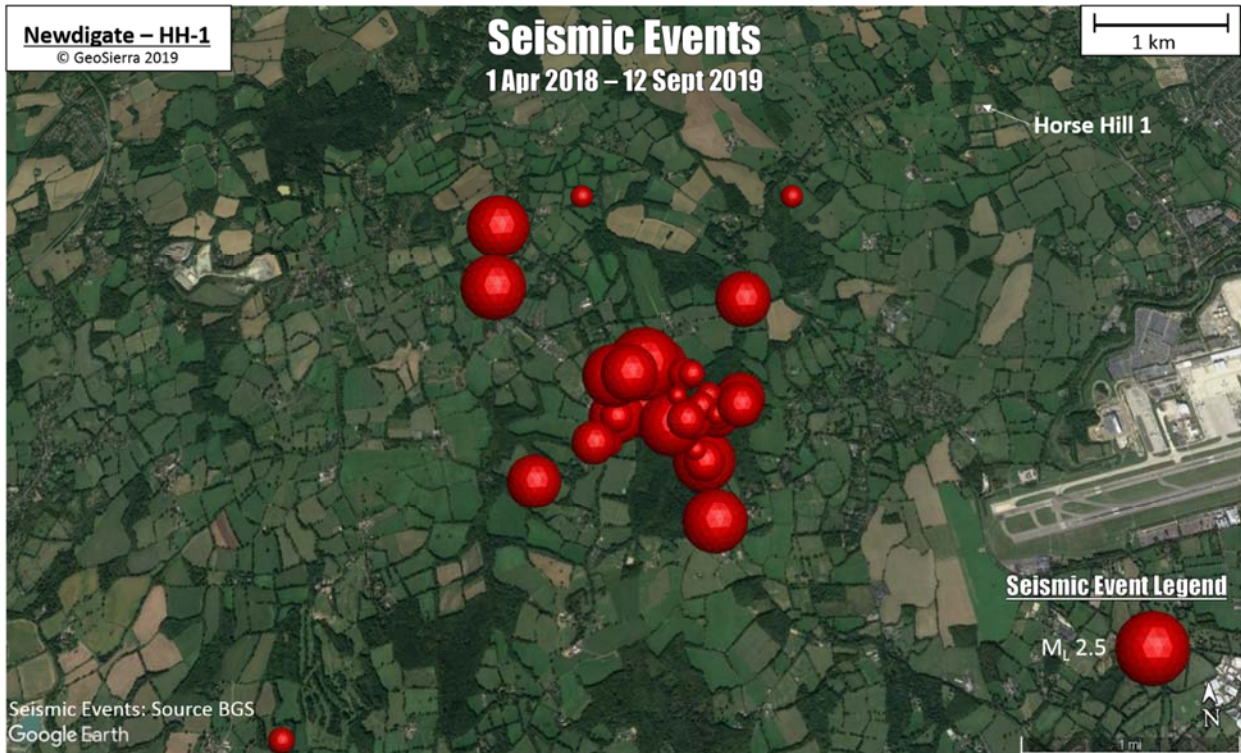 Newdigate – HH-1
© GeoSierra 2019
Seismic Events
1 Apr 2018 – 12 Sept 2019
1 km
Horse Hill 1
Seismic Event Legend
M_L 2.5
N
Seismic Events: Source BGS
Google Earth
1 mi